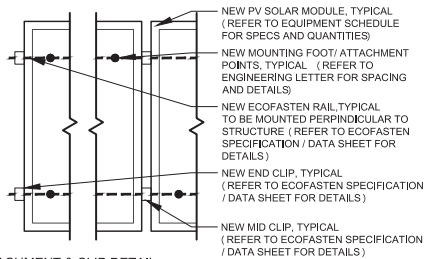 NEW PV SOLAR MODULE, TYPICAL
( REFER TO EQUIPMENT SCHEDULE
FOR SPECS AND QUANTITIES)
NEW MOUNTING FOOT/ ATTACHMENT
POINTS, TYPICAL ( REFER TO
ENGINEERING LETTER FOR SPACING
AND DETAILS)
NEW ECOFASTEN RAIL,TYPICAL
TO BE MOUNTED PERPINDICULAR TO
STRUCTURE ( REFER TO ECOFASTEN
SPECIFICATION / DATA SHEET FOR
DETAILS )
NEW END CLIP, TYPICAL
( REFER TO ECOFASTEN SPECIFICATION
/ DATA SHEET FOR DETAILS )
NEW MID CLIP, TYPICAL
( REFER TO ECOFASTEN SPECIFICATION
/ DATA SHEET FOR DETAILS )